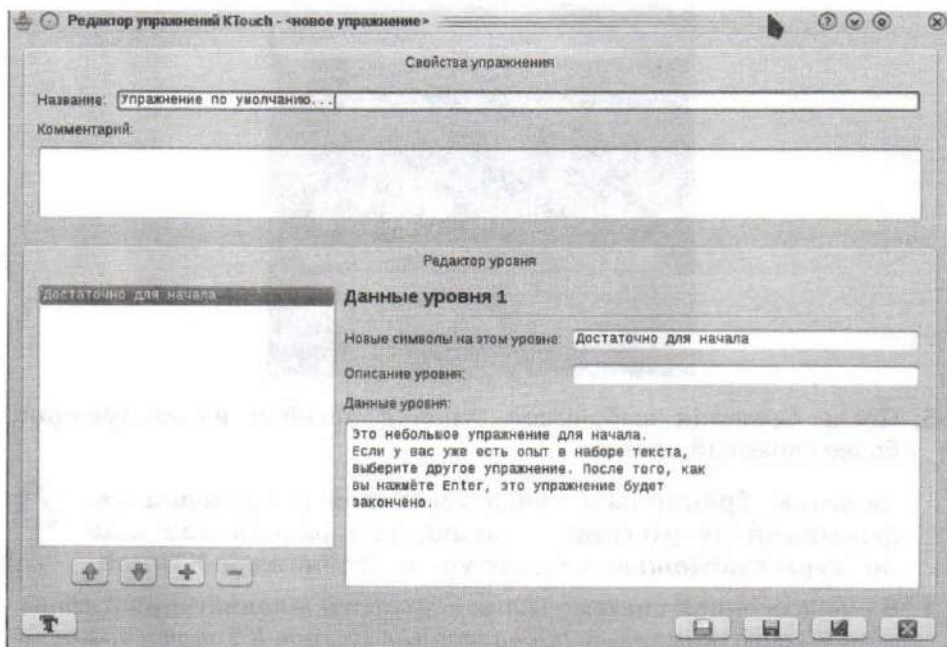 Редактор упражнений KTouch - <новое упражнение>
Свойства упражнения
Название: Упражнение по умолчанию...
Комментарий:
Редактор уровня
Достаточно для начала
Данные уровня 1
Новые символы на этом уровне: Достаточно для начала
Описание уровня:
Данные уровня:
Это небольшое упражнение для начала.
Если у вас уже есть опыт в наборе текста,
выберите другое упражнение. После того, как
вы нажмёте Enter, это упражнение будет
закончено.